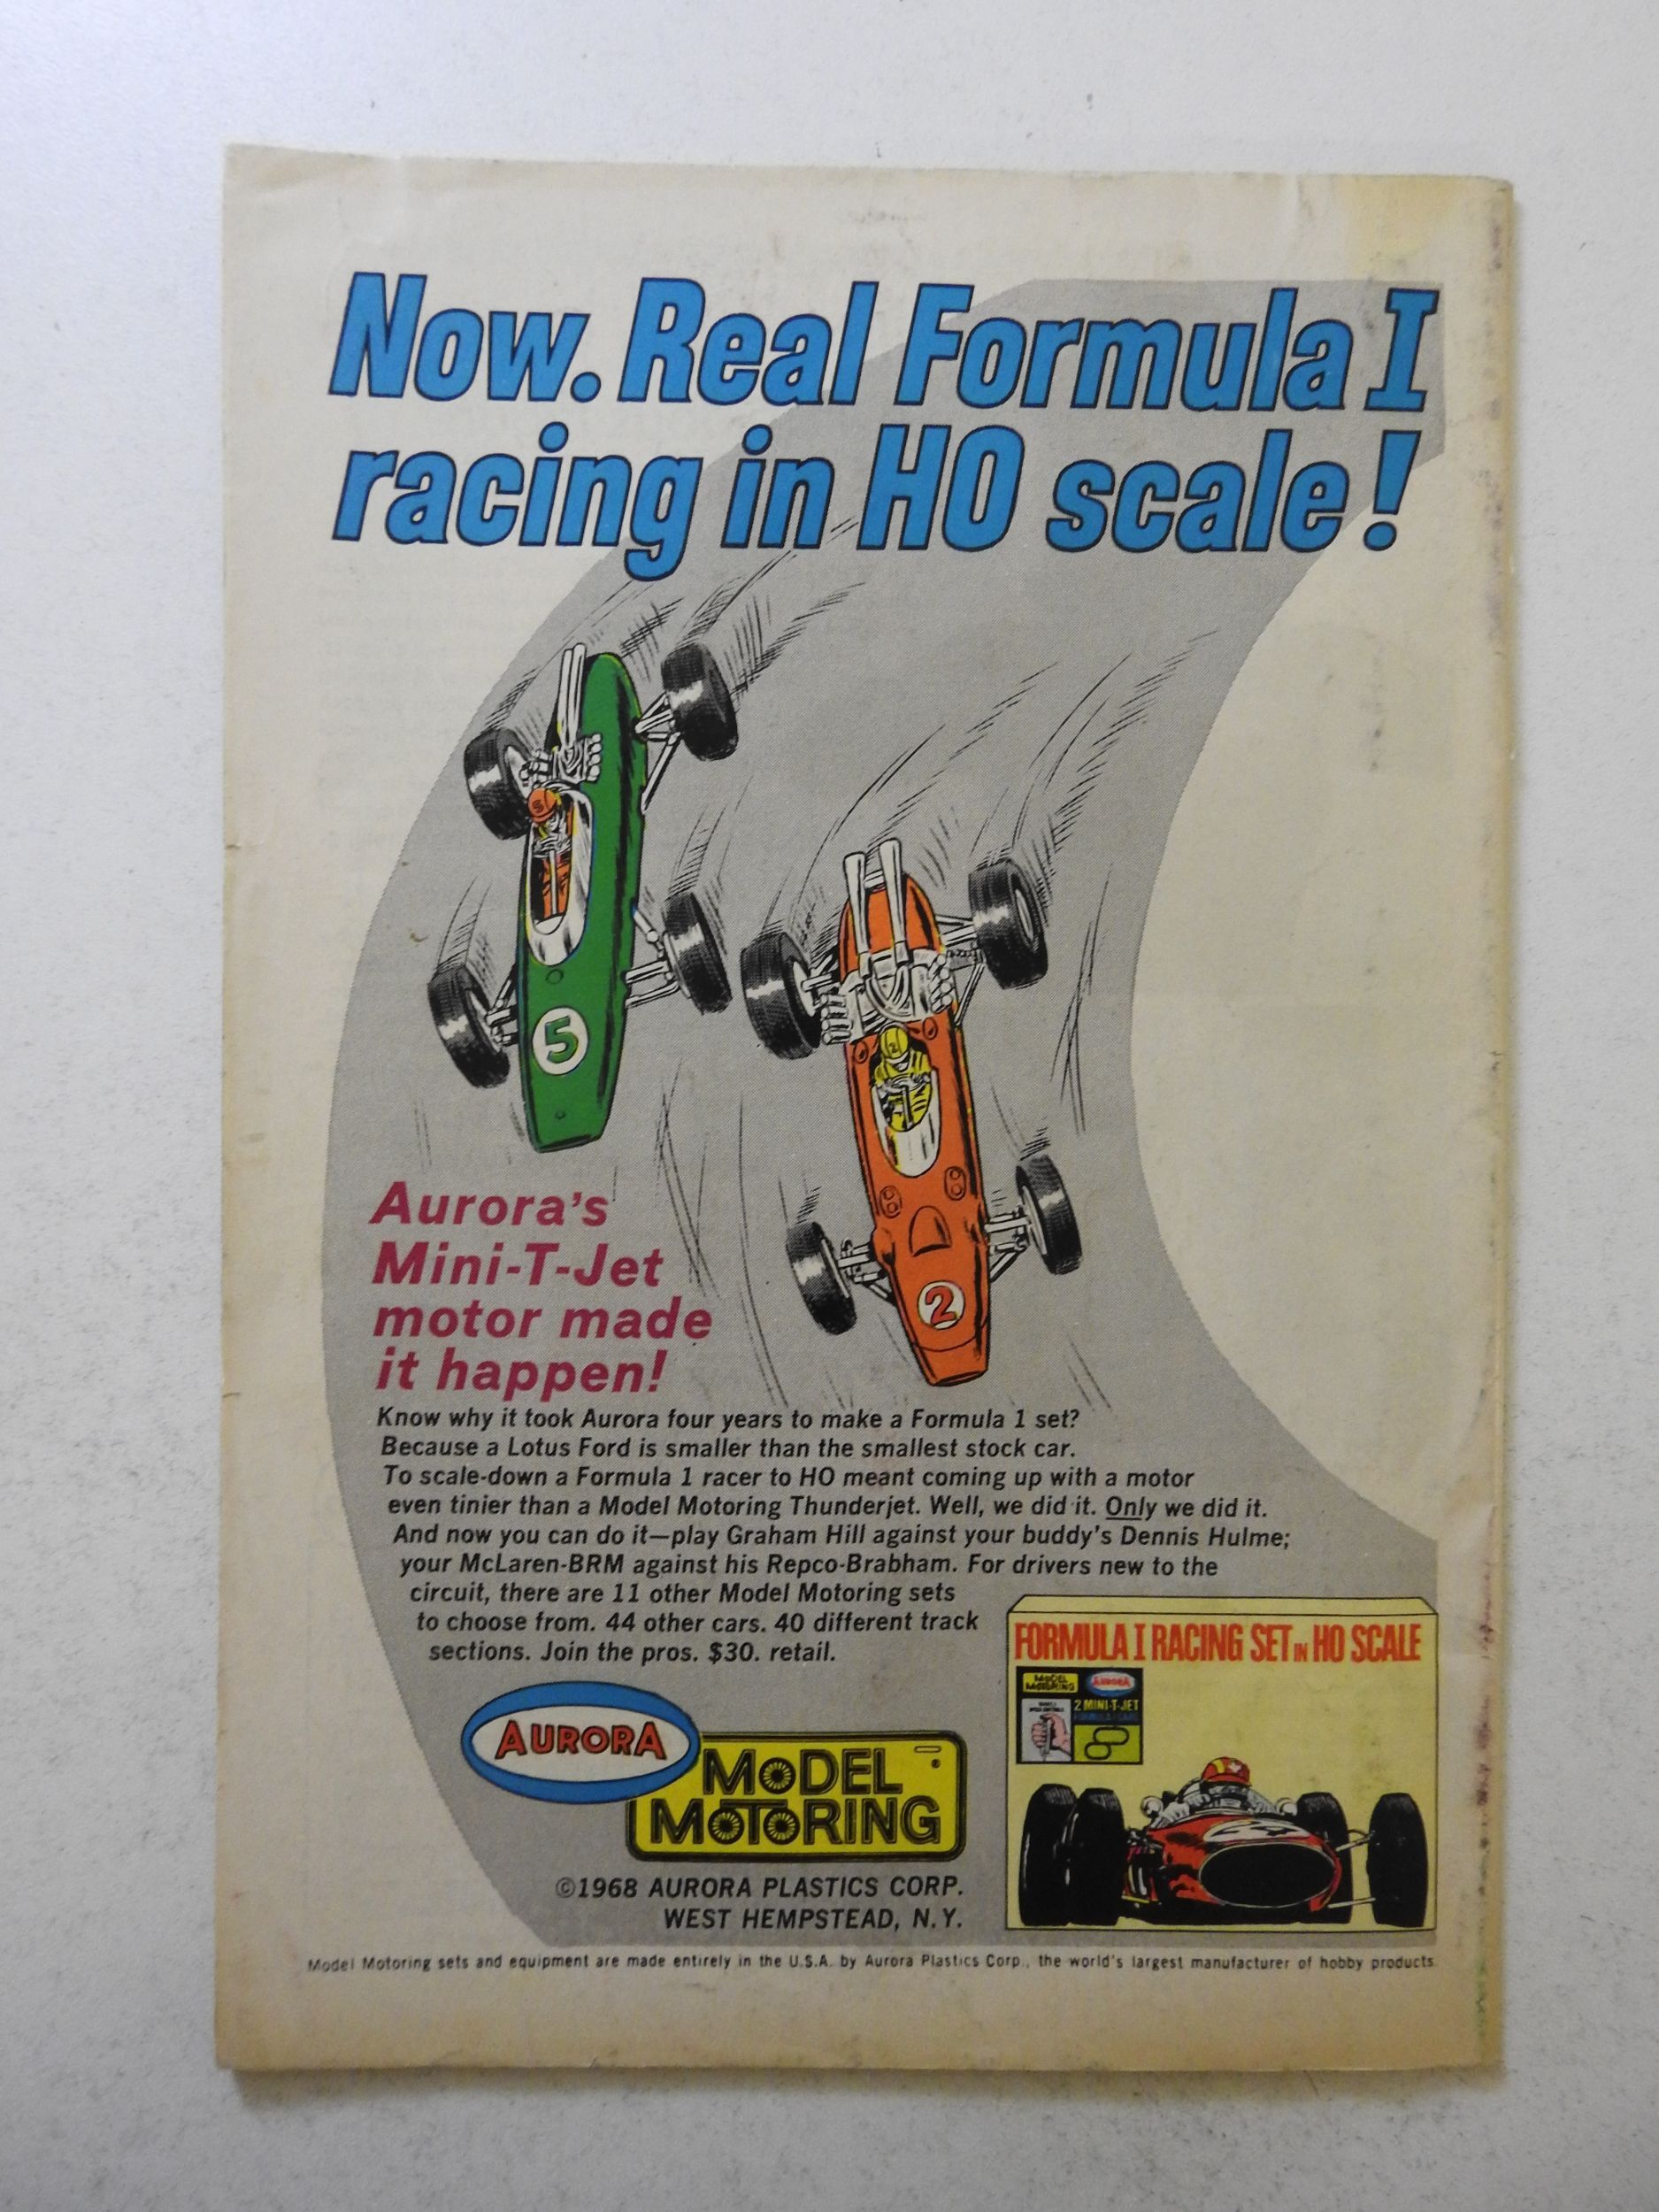 Now. Real Formula I
racing in HO scale!
5
2
Aurora's
Mini-T-Jet
motor made
it happen!
Know why it took Aurora four years to make a Formula 1 set?
Because a Lotus Ford is smaller than the smallest stock car.
To scale-down a Formula 1 racer to HO meant coming up with a motor
even tinier than a Model Motoring Thunderjet. Well, we did it. Only we did it.
And now you can do it—play Graham Hill against your buddy's Dennis Hulme;
your McLaren-BRM against his Repco-Brabham. For drivers new to the
circuit, there are 11 other Model Motoring sets
to choose from. 44 other cars. 40 different track
sections. Join the pros. $30. retail.
FORMULA I RACING SET IN HO SCALE
MODEL MOTORING
AURORA
2 MINI-T-JET
AURORA
MODEL
MOTORING
©1968 AURORA PLASTICS CORP.
WEST HEMPSTEAD, N.Y.
Model Motoring sets and equipment are made entirely in the U.S.A. by Aurora Plastics Corp., the world's largest manufacturer of hobby products.